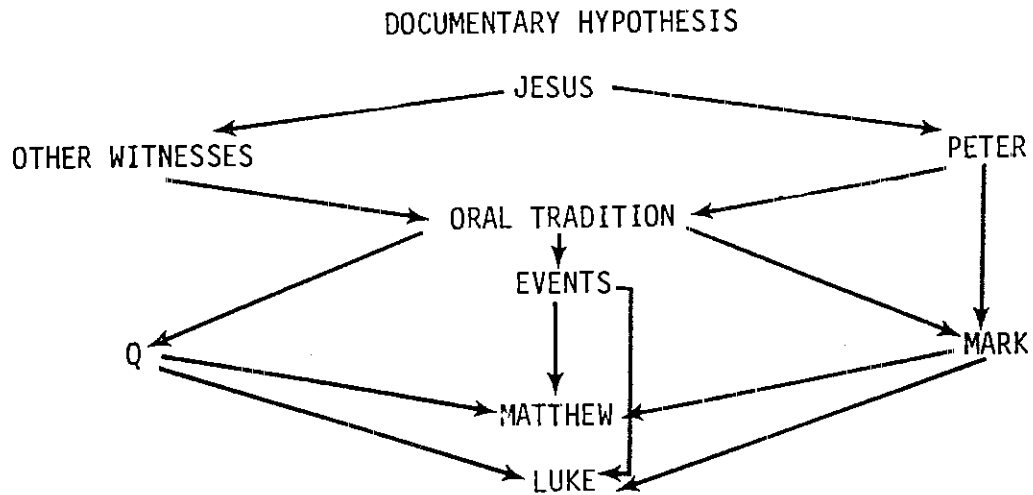 DOCUMENTARY HYPOTHESIS
JESUS
OTHER WITNESSES
PETER
ORAL TRADITION
EVENTS
Q
MARK
MATTHEW
LUKE